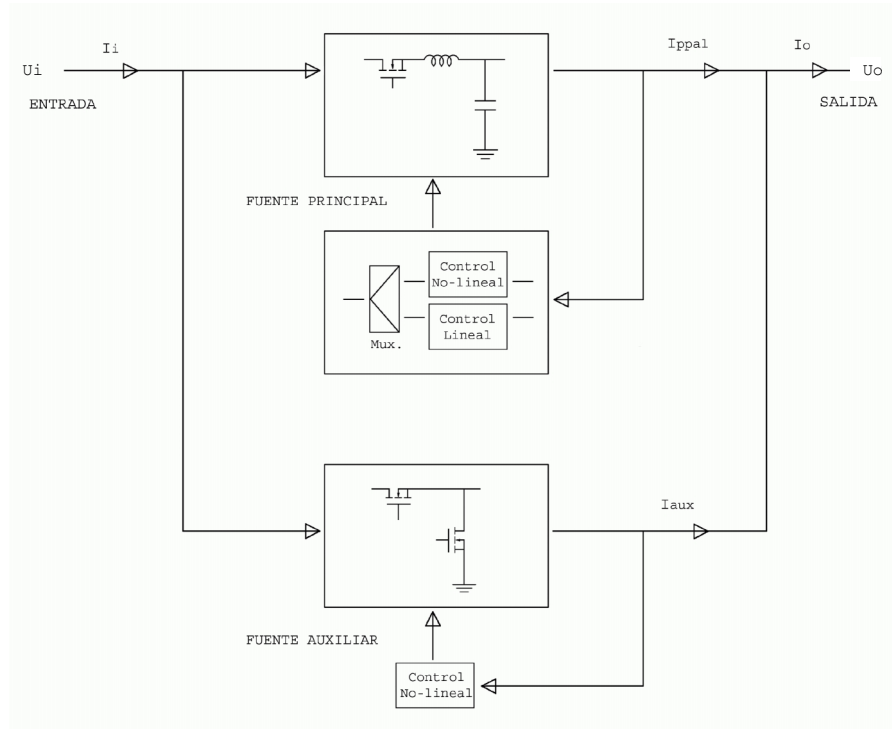 Ii
Ippal
Io
Ui
Uo
ENTRADA
SALIDA
FUENTE PRINCIPAL
Control
No-lineal
Control
Lineal
Mux.
Iaux
FUENTE AUXILIAR
Control
No-lineal